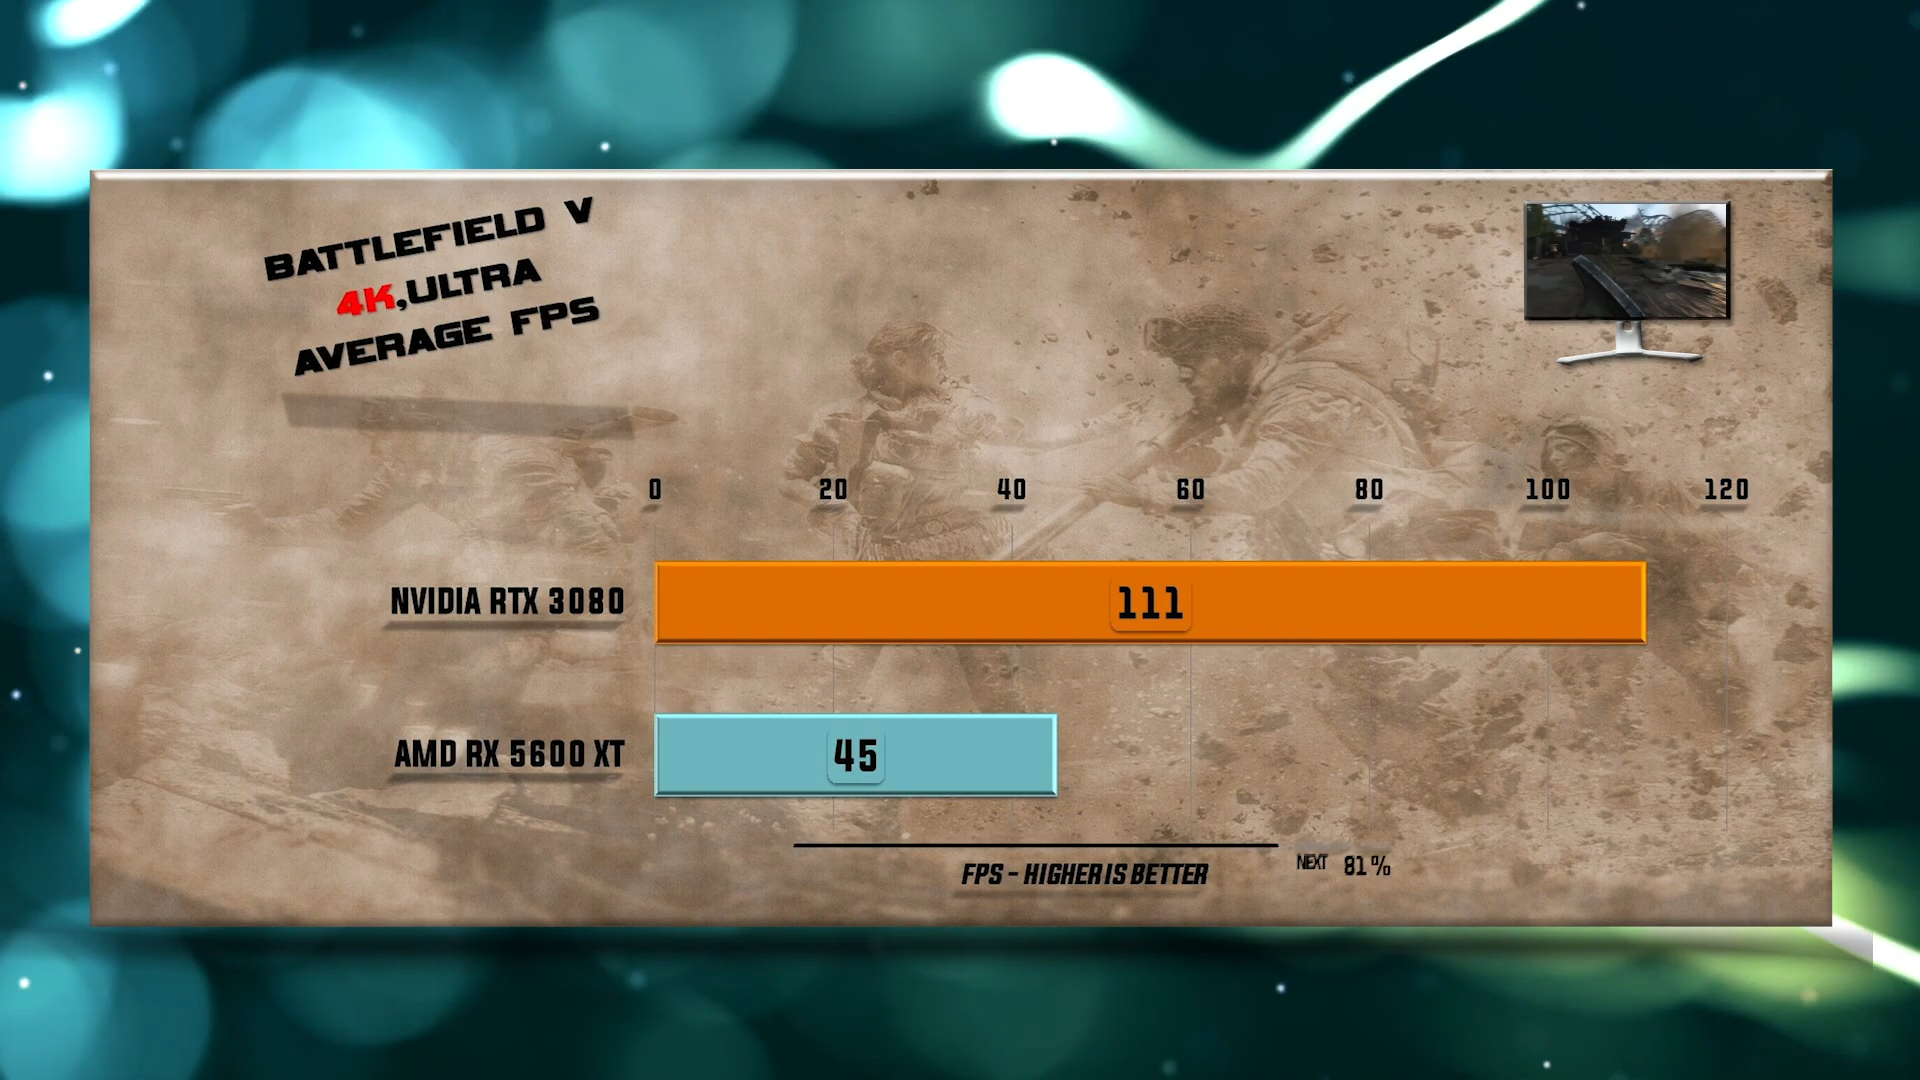 BATTLEFIELD V
4K,ULTRA
AVERAGE FPS
0 20 40 60 80 100 120
NVIDIA RTX 3080 111
AMD RX 5600 XT 45
FPS - HIGHER IS BETTER
NEXT 81%